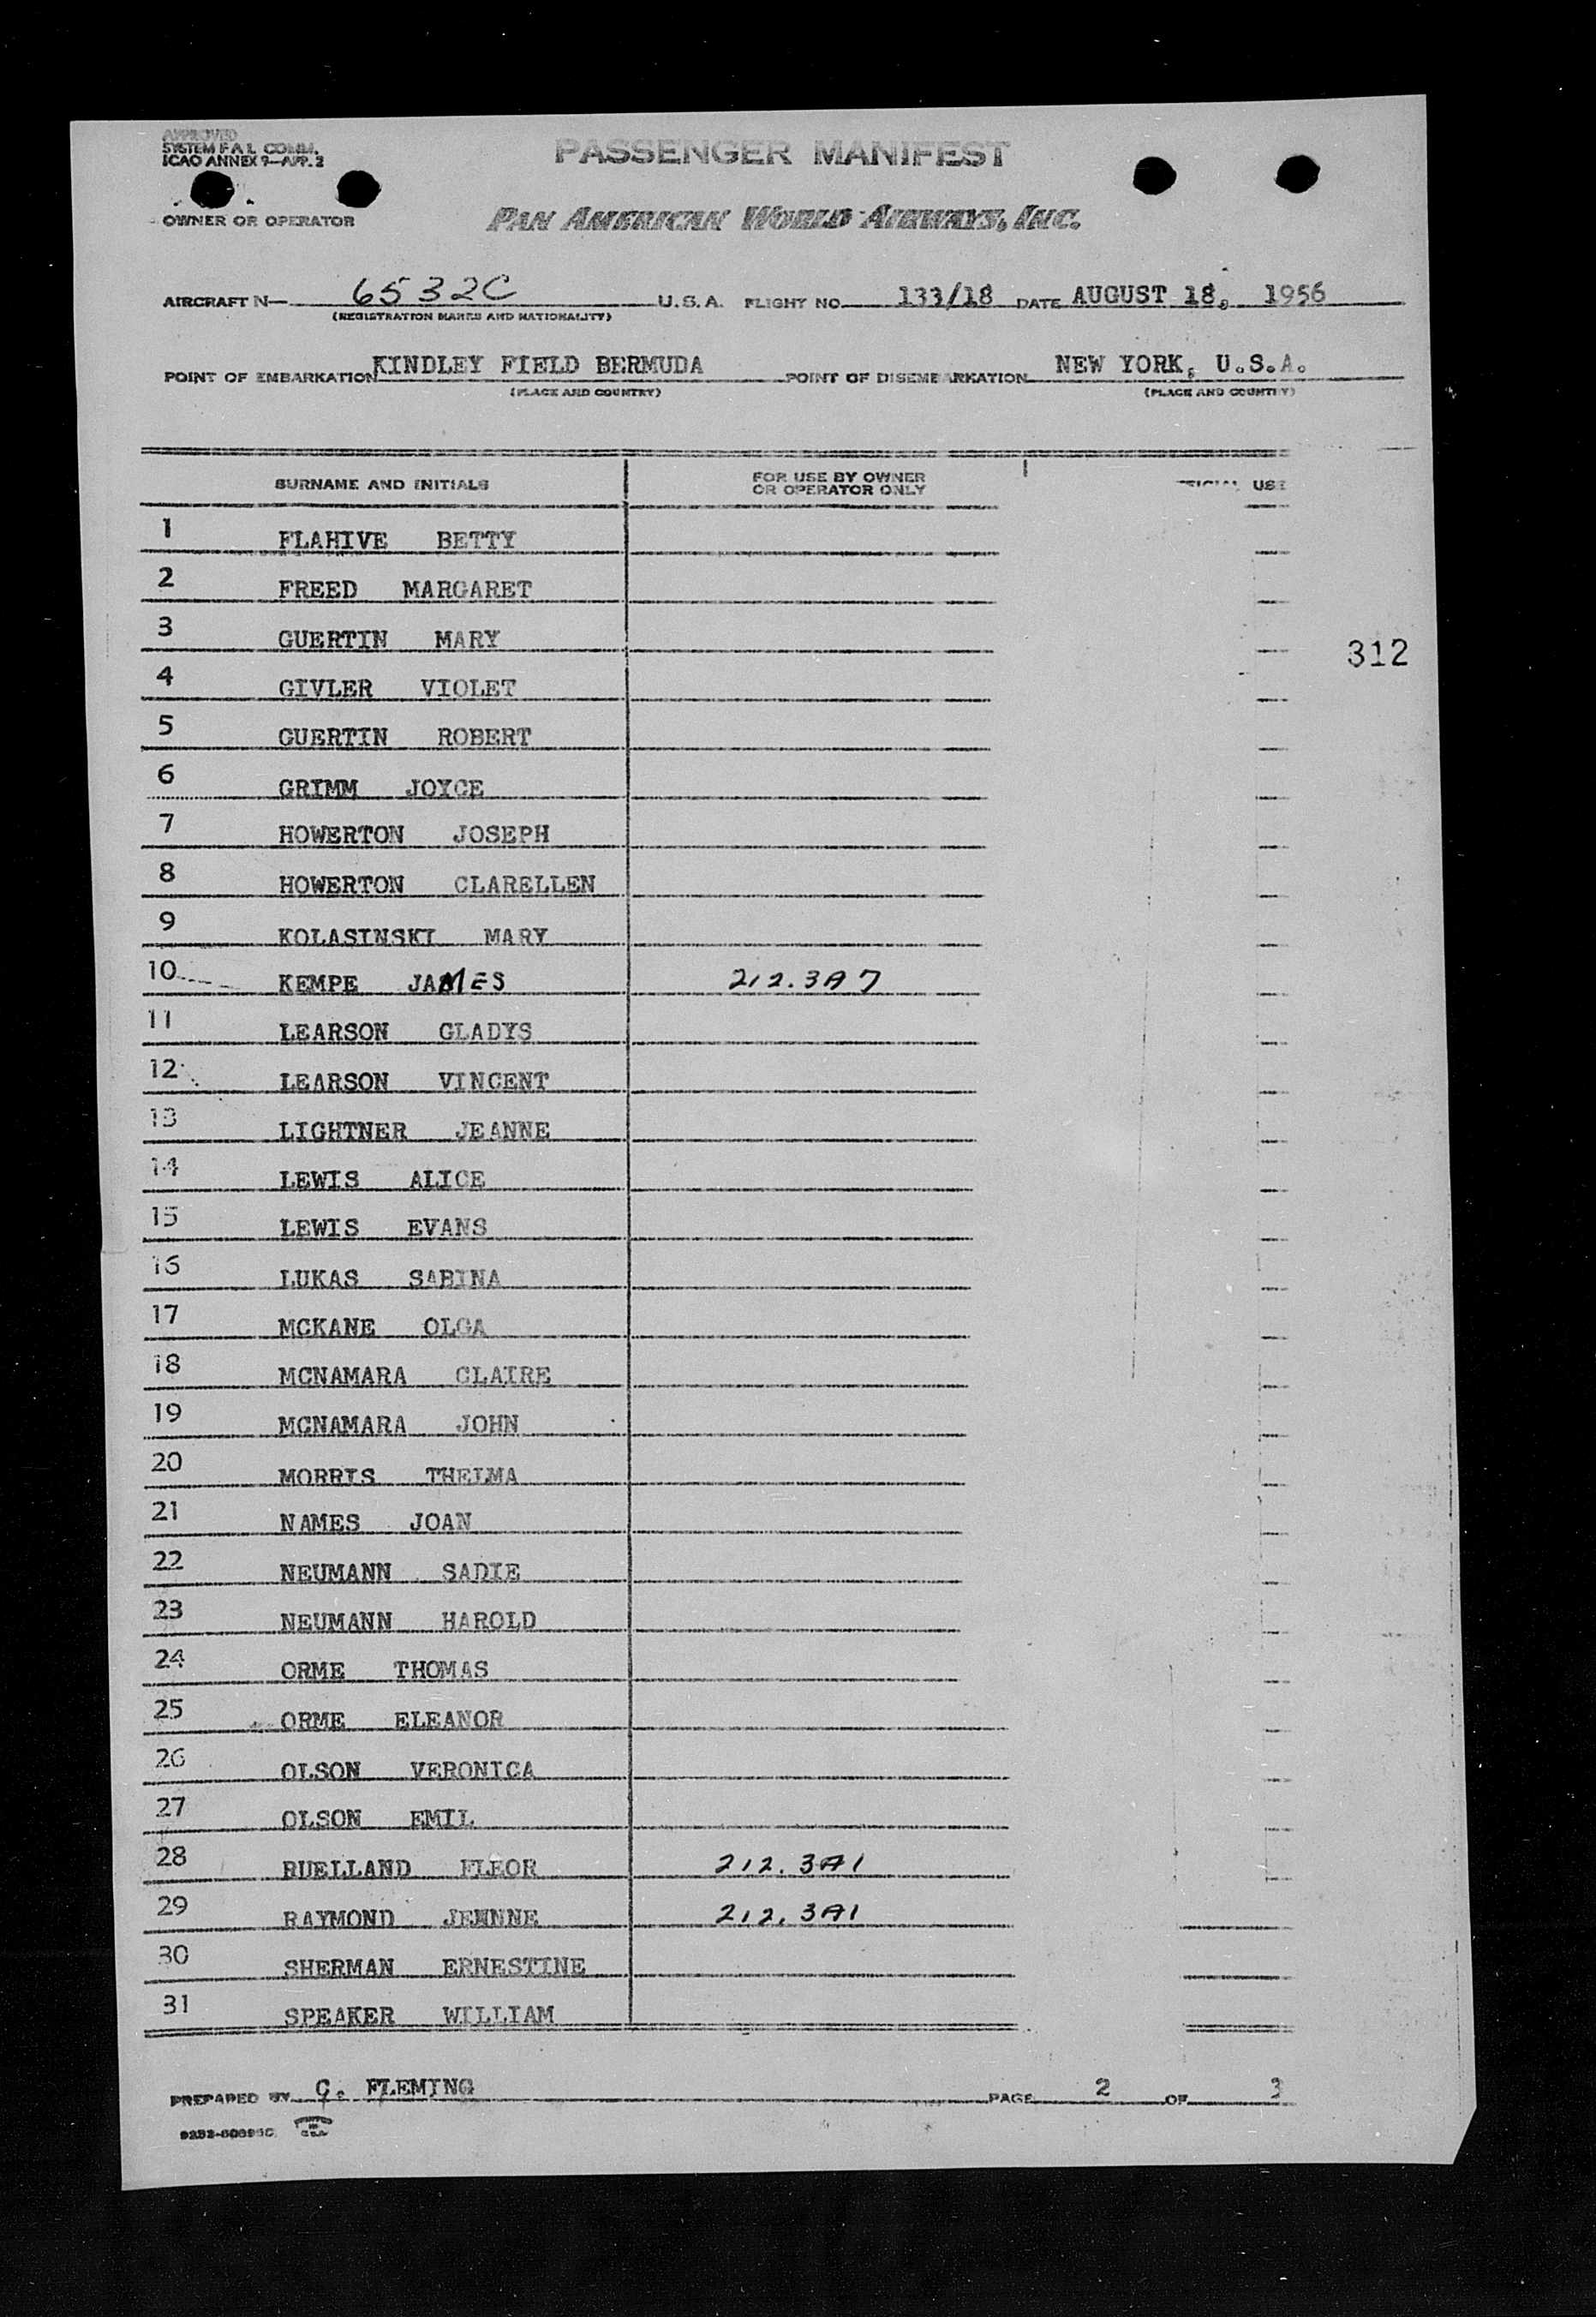 APPROVED
SYSTEM F A L COMM.
ICAO ANNEX 9—APP. 2
PASSENGER MANIFEST
OWNER OR OPERATOR
PAN AMERICAN WORLD AIRWAYS, INC.
AIRCRAFT N— 6532C U.S.A. FLIGHT NO. 133/18 DATE AUGUST 18, 1956
(REGISTRATION MARKS AND NATIONALITY)
POINT OF EMBARKATION KINDLEY FIELD BERMUDA POINT OF DISEMBARKATION NEW YORK, U.S.A.
(PLACE AND COUNTRY) (PLACE AND COUNTRY)
SURNAME AND INITIALS FOR USE BY OWNER OR OPERATOR ONLY USE
1 FLAHIVE BETTY
2 FREED MARGARET
3 GUERTIN MARY
312
4 GIVLER VIOLET
5 GUERTIN ROBERT
6 GRIMM JOYCE
7 HOWERTON JOSEPH
8 HOWERTON CLARELLEN
9 KOLASINSKI MARY
10 KEMPE JAMES 212.3A7
11 LEARSON GLADYS
12 LEARSON VINCENT
13 LIGHTNER JEANNE
14 LEWIS ALICE
15 LEWIS EVANS
16 LUKAS SABINA
17 MCKANE OLGA
18 MCNAMARA CLAIRE
19 MCNAMARA JOHN
20 MORRIS THELMA
21 NAMES JOAN
22 NEUMANN SADIE
23 NEUMANN HAROLD
24 ORME THOMAS
25 ORME ELEANOR
26 OLSON VERONICA
27 OLSON EMIL
28 RUELLAND FLEOR 212.3A1
29 RAYMOND 212.3A1
30 SHERMAN ERNESTINE
31 SPEAKER WILLIAM
PREPARED BY C. FLEMING PAGE 2 OF 3